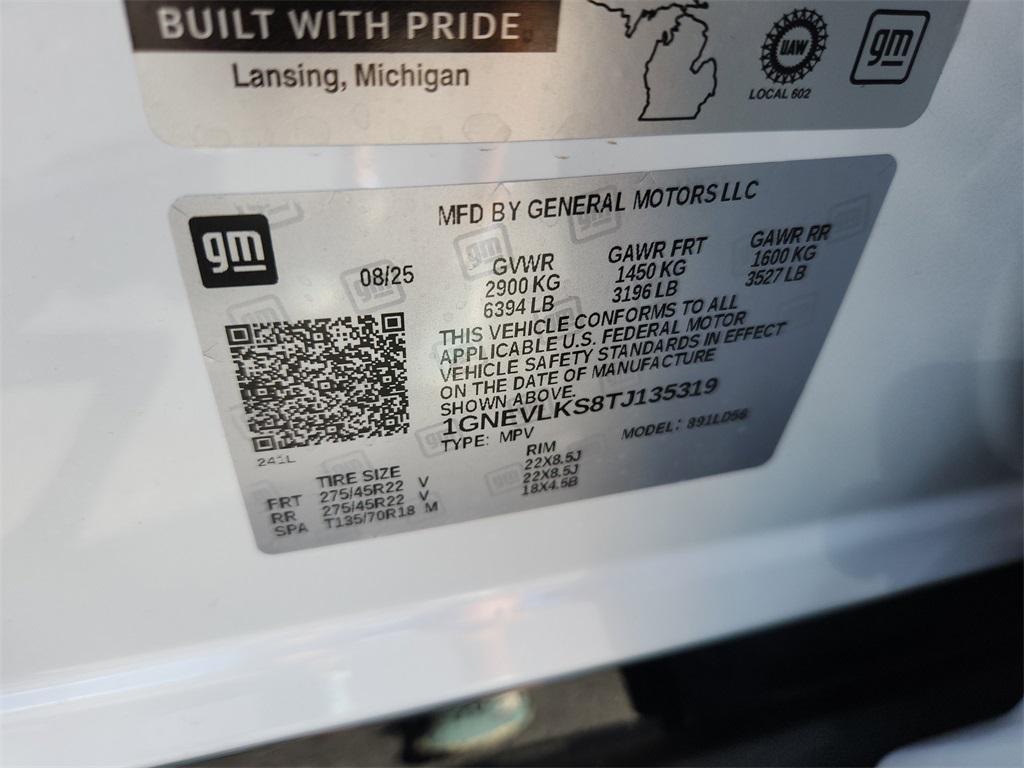 BUILT WITH PRIDE
Lansing, Michigan
UAW
LOCAL 602
gm
gm
MFD BY GENERAL MOTORS LLC
08/25
GVWR
2900 KG
6394 LB
GAWR FRT
1450 KG
3196 LB
GAWR RR
1600 KG
3527 LB
THIS VEHICLE CONFORMS TO ALL
APPLICABLE U.S. FEDERAL MOTOR
VEHICLE SAFETY STANDARDS IN EFFECT
ON THE DATE OF MANUFACTURE
SHOWN ABOVE.
1GNEVLKS8TJ135319
TYPE: MPV
MODEL: 891LD56
241L
TIRE SIZE
RIM
FRT 275/45R22 V 22X8.5J
RR 275/45R22 V 22X8.5J
SPA T135/70R18 M 18X4.5B